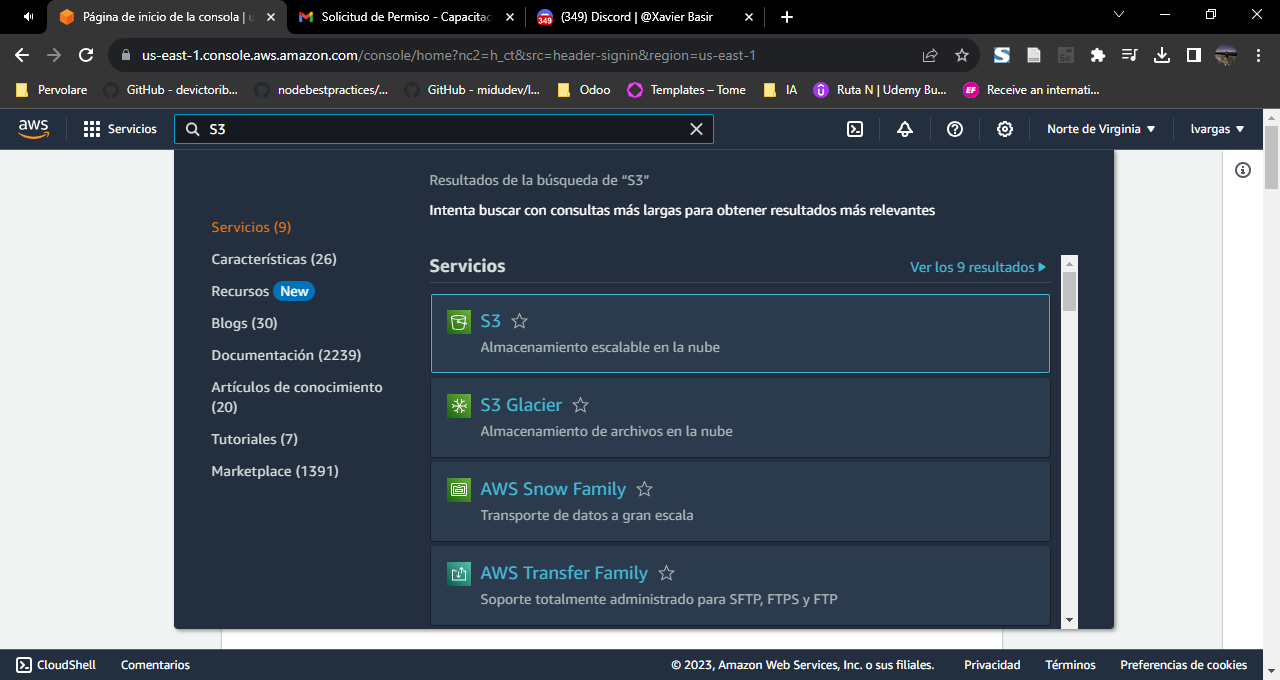 Página de inicio de la consola | u
Solicitud de Permiso - Capacitac
(349) Discord | @Xavier Basir
us-east-1.console.aws.amazon.com/console/home?nc2=h_ct&src=header-signin&region=us-east-1
Pervolare
GitHub - devictorib...
nodebestpractices/...
GitHub - midudev/l...
Odoo
Templates – Tome
IA
Ruta N | Udemy Bu...
EF
Receive an internati...
aws
Servicios
S3
Norte de Virginia
lvargas
Resultados de la búsqueda de “S3”
Intenta buscar con consultas más largas para obtener resultados más relevantes
Servicios (9)
Características (26)
Recursos New
Blogs (30)
Documentación (2239)
Artículos de conocimiento
(20)
Tutoriales (7)
Marketplace (1391)
Servicios
Ver los 9 resultados
S3
Almacenamiento escalable en la nube
S3 Glacier
Almacenamiento de archivos en la nube
AWS Snow Family
Transporte de datos a gran escala
AWS Transfer Family
Soporte totalmente administrado para SFTP, FTPS y FTP
CloudShell
Comentarios
© 2023, Amazon Web Services, Inc. o sus filiales.
Privacidad
Términos
Preferencias de cookies